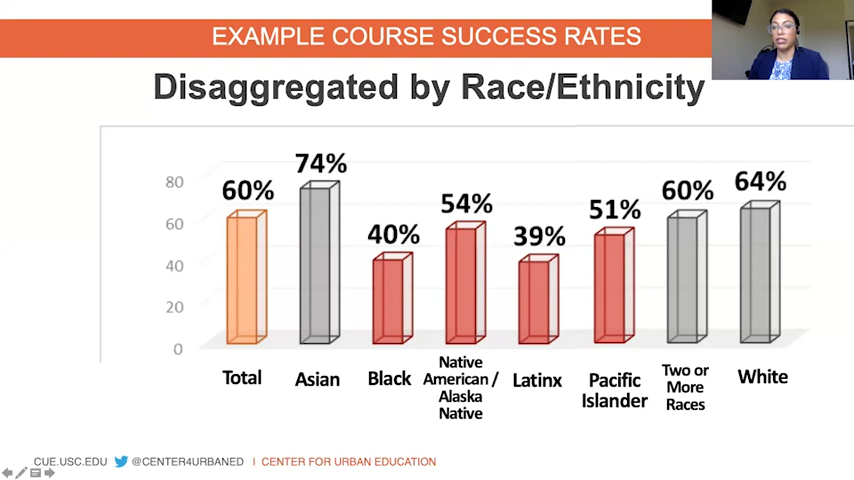 EXAMPLE COURSE SUCCESS RATES
Disaggregated by Race/Ethnicity
60% 74% 40% 54% 39% 51% 60% 64%
80
60
40
20
0
Total
Asian
Black
Native
American /
Alaska
Native
Latinx
Pacific
Islander
Two or
More
Races
White
CUE.USC.EDU @CENTER4URBANED | CENTER FOR URBAN EDUCATION